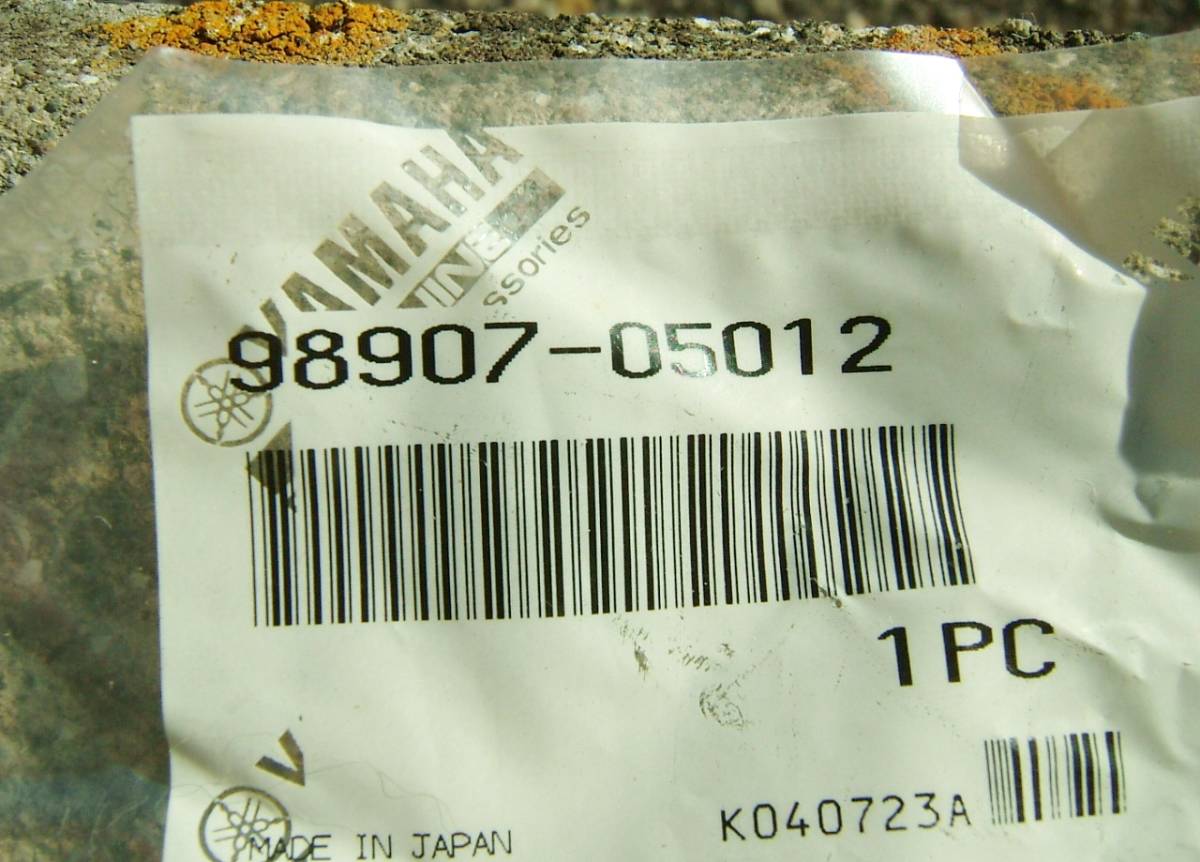 YAMAHA
ssories
98907-05012
1PC
V
K040723A
MADE IN JAPAN